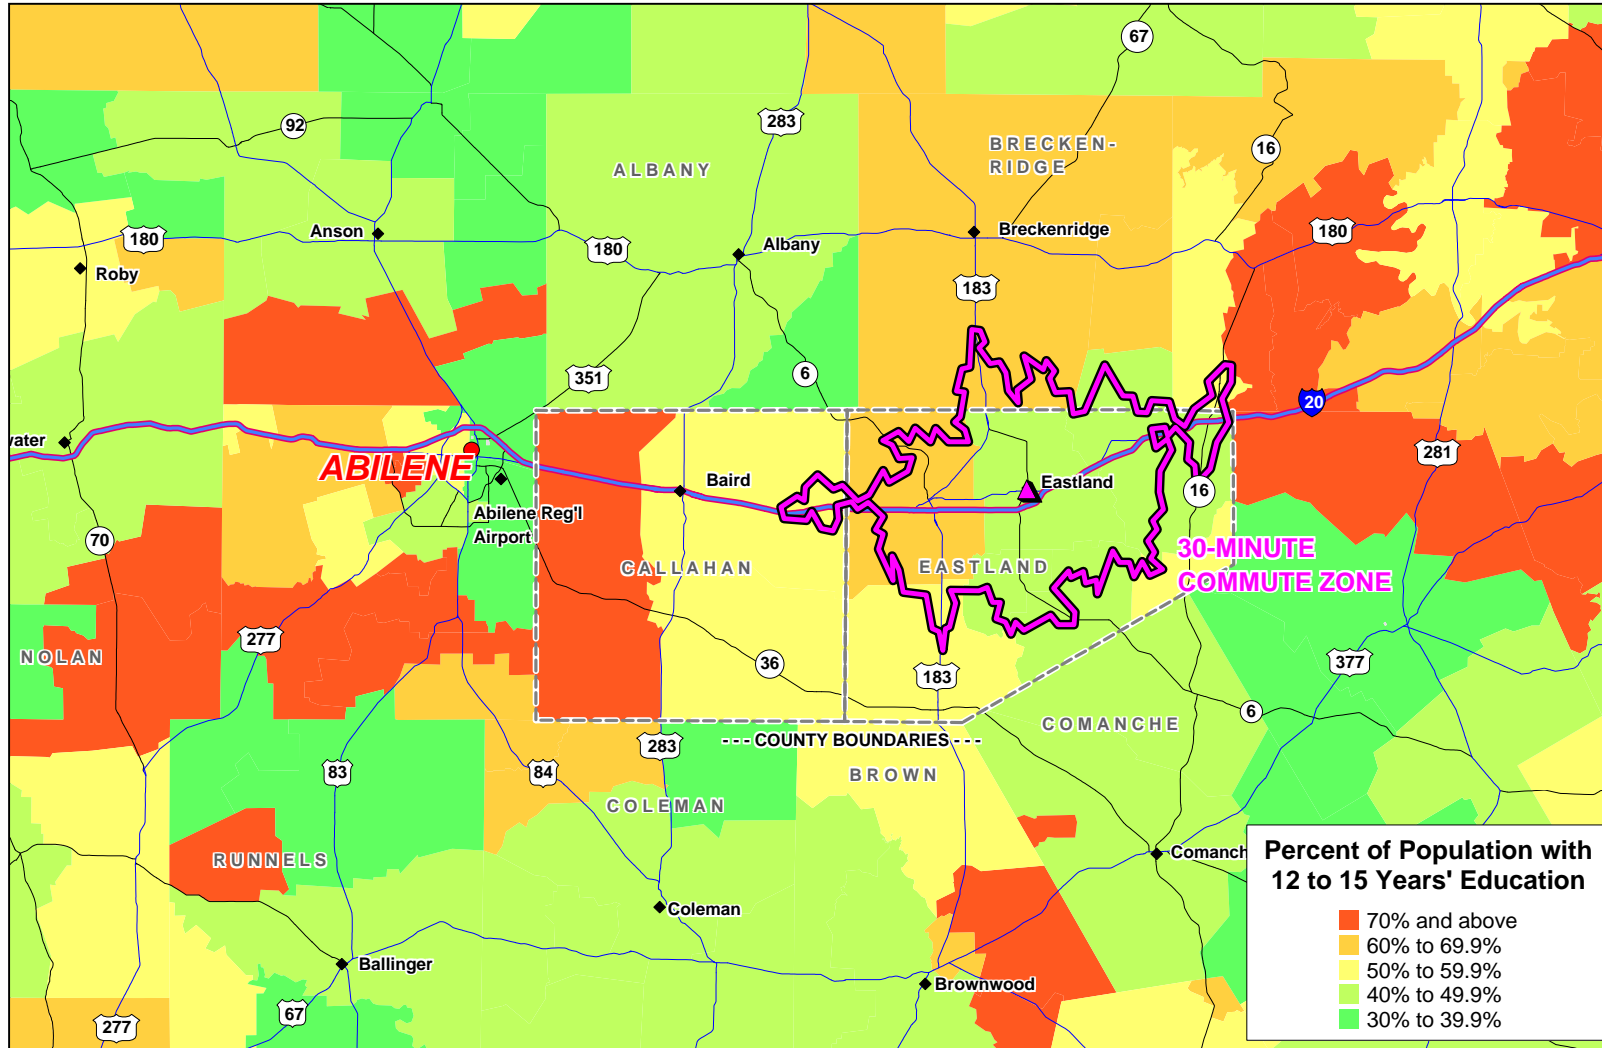 67
92
283
BRECKEN-
RIDGE
16
ALBANY
Anson
180
180
Albany
Breckenridge
180
Roby
183
351
6
20
water
ABILENE
Baird
Eastland
281
16
Abilene Reg'l
Airport
70
30-MINUTE
COMMUTE ZONE
CALLAHAN
EASTLAND
277
NOLAN
36
183
377
6
COMANCHE
283
- - - COUNTY BOUNDARIES - - -
83
84
BROWN
COLEMAN
RUNNELS
Comanch
Percent of Population with
12 to 15 Years' Education
70% and above
60% to 69.9%
50% to 59.9%
40% to 49.9%
30% to 39.9%
Coleman
Ballinger
Brownwood
67
277